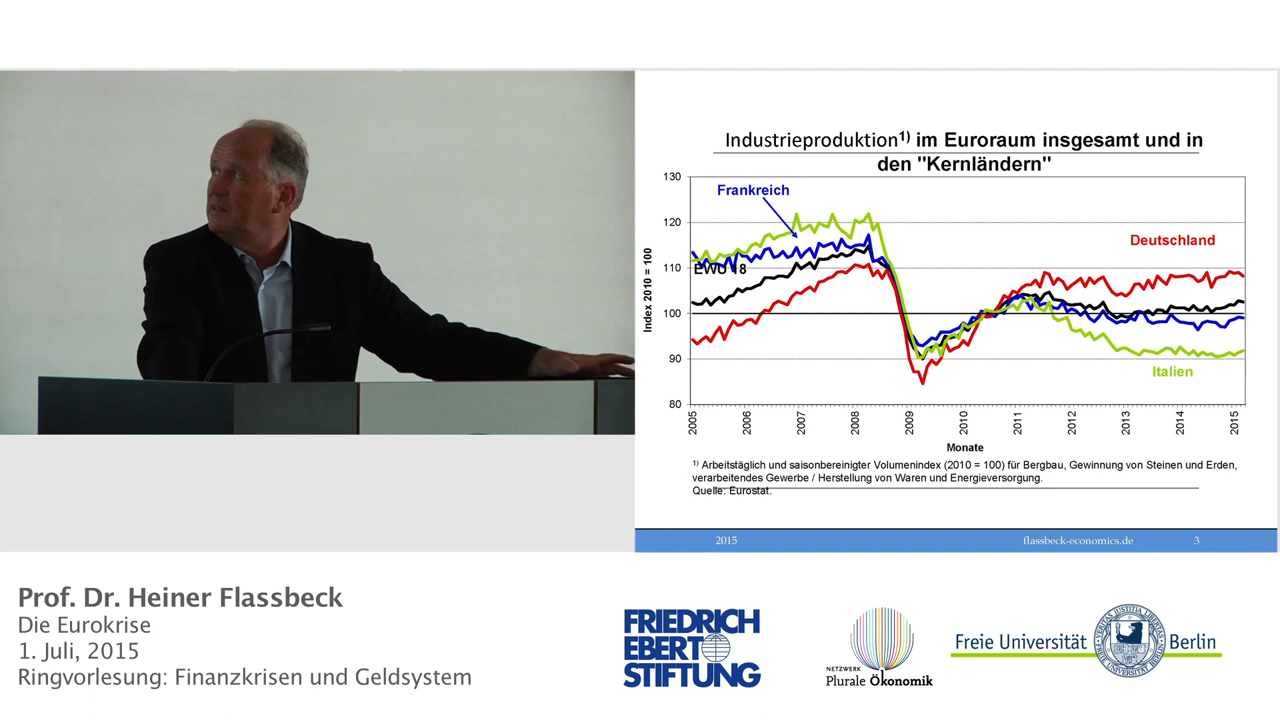 Industrieproduktion1) im Euroraum insgesamt und in
den "Kernländern"
130
120
110
100
90
80
Index 2010 = 100
Frankreich
EWU 18
Deutschland
Italien
2005
2006
2007
2008
2009
2010
2011
2012
2013
2014
2015
Monate
1) Arbeitstäglich und saisonbereinigter Volumenindex (2010 = 100) für Bergbau, Gewinnung von Steinen und Erden,
verarbeitendes Gewerbe / Herstellung von Waren und Energieversorgung.
Quelle: Eurostat.
2015 flassbeck-economics.de 3
Prof. Dr. Heiner Flassbeck
Die Eurokrise
1. Juli, 2015
Ringvorlesung: Finanzkrisen und Geldsystem
FRIEDRICH
EBERT
STIFTUNG
NETZWERK
Plurale Ökonomik
Freie Universität Berlin